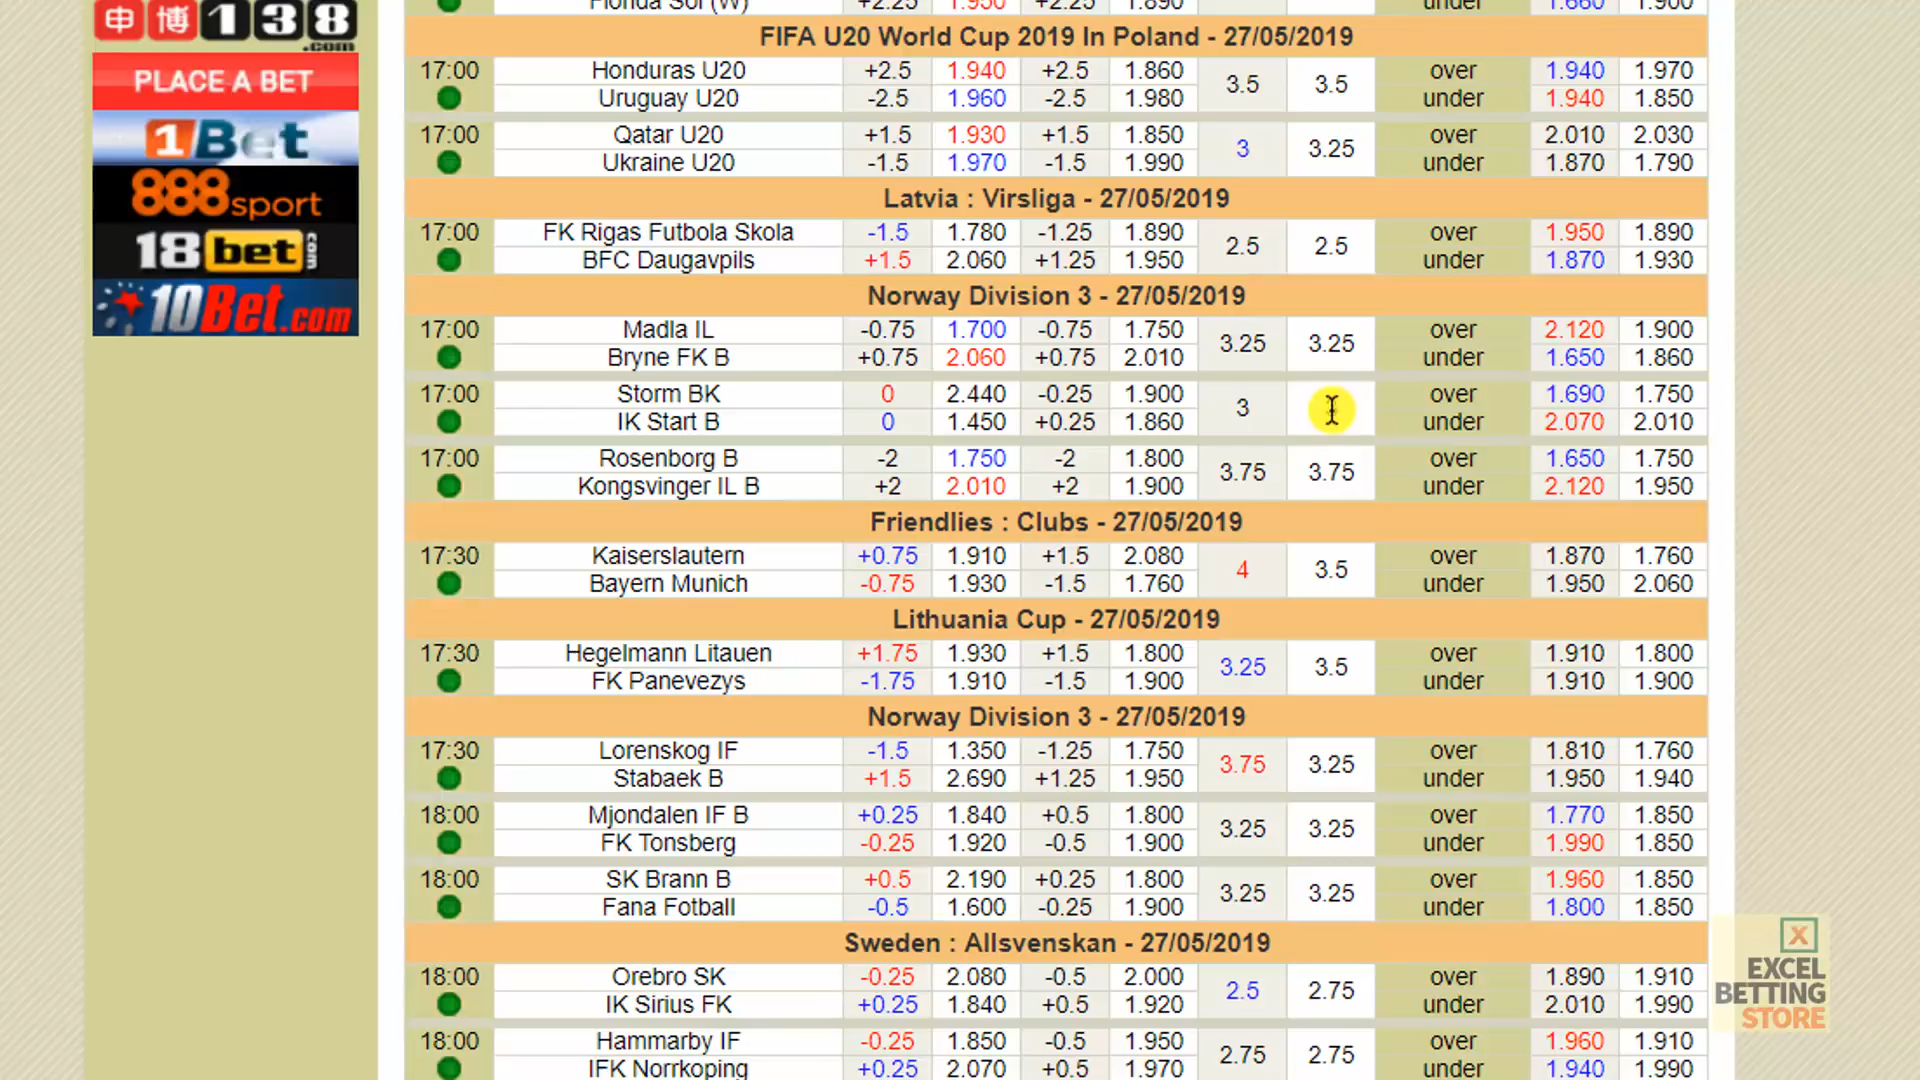 申博138
.com
PLACE A BET
1Bet
888sport
18bet.com
10Bet.com
Florida Sol (W) +2.25 1.950 +2.25 1.890 under 1.660 1.900
FIFA U20 World Cup 2019 In Poland - 27/05/2019
17:00 Honduras U20 +2.5 1.940 +2.5 1.860 3.5 3.5 over 1.940 1.970
Uruguay U20 -2.5 1.960 -2.5 1.980 under 1.940 1.850
17:00 Qatar U20 +1.5 1.930 +1.5 1.850 3 3.25 over 2.010 2.030
Ukraine U20 -1.5 1.970 -1.5 1.990 under 1.870 1.790
Latvia : Virsliga - 27/05/2019
17:00 FK Rigas Futbola Skola -1.5 1.780 -1.25 1.890 2.5 2.5 over 1.950 1.890
BFC Daugavpils +1.5 2.060 +1.25 1.950 under 1.870 1.930
Norway Division 3 - 27/05/2019
17:00 Madla IL -0.75 1.700 -0.75 1.750 3.25 3.25 over 2.120 1.900
Bryne FK B +0.75 2.060 +0.75 2.010 under 1.650 1.860
17:00 Storm BK 0 2.440 -0.25 1.900 3 over 1.690 1.750
IK Start B 0 1.450 +0.25 1.860 under 2.070 2.010
17:00 Rosenborg B -2 1.750 -2 1.800 3.75 3.75 over 1.650 1.750
Kongsvinger IL B +2 2.010 +2 1.900 under 2.120 1.950
Friendlies : Clubs - 27/05/2019
17:30 Kaiserslautern +0.75 1.910 +1.5 2.080 4 3.5 over 1.870 1.760
Bayern Munich -0.75 1.930 -1.5 1.760 under 1.950 2.060
Lithuania Cup - 27/05/2019
17:30 Hegelmann Litauen +1.75 1.930 +1.5 1.800 3.25 3.5 over 1.910 1.800
FK Panevezys -1.75 1.910 -1.5 1.900 under 1.910 1.900
Norway Division 3 - 27/05/2019
17:30 Lorenskog IF -1.5 1.350 -1.25 1.750 3.75 3.25 over 1.810 1.760
Stabaek B +1.5 2.690 +1.25 1.950 under 1.950 1.940
18:00 Mjondalen IF B +0.25 1.840 +0.5 1.800 3.25 3.25 over 1.770 1.850
FK Tonsberg -0.25 1.920 -0.5 1.900 under 1.990 1.850
18:00 SK Brann B +0.5 2.190 +0.25 1.800 3.25 3.25 over 1.960 1.850
Fana Fotball -0.5 1.600 -0.25 1.900 under 1.800 1.850
Sweden : Allsvenskan - 27/05/2019
18:00 Orebro SK -0.25 2.080 -0.5 2.000 2.5 2.75 over 1.890 1.910
IK Sirius FK +0.25 1.840 +0.5 1.920 under 2.010 1.990
18:00 Hammarby IF -0.25 1.850 -0.5 1.950 2.75 2.75 over 1.960 1.910
IFK Norrkoping +0.25 2.070 +0.5 1.970 under 1.940 1.990
X
EXCEL
BETTING
STORE